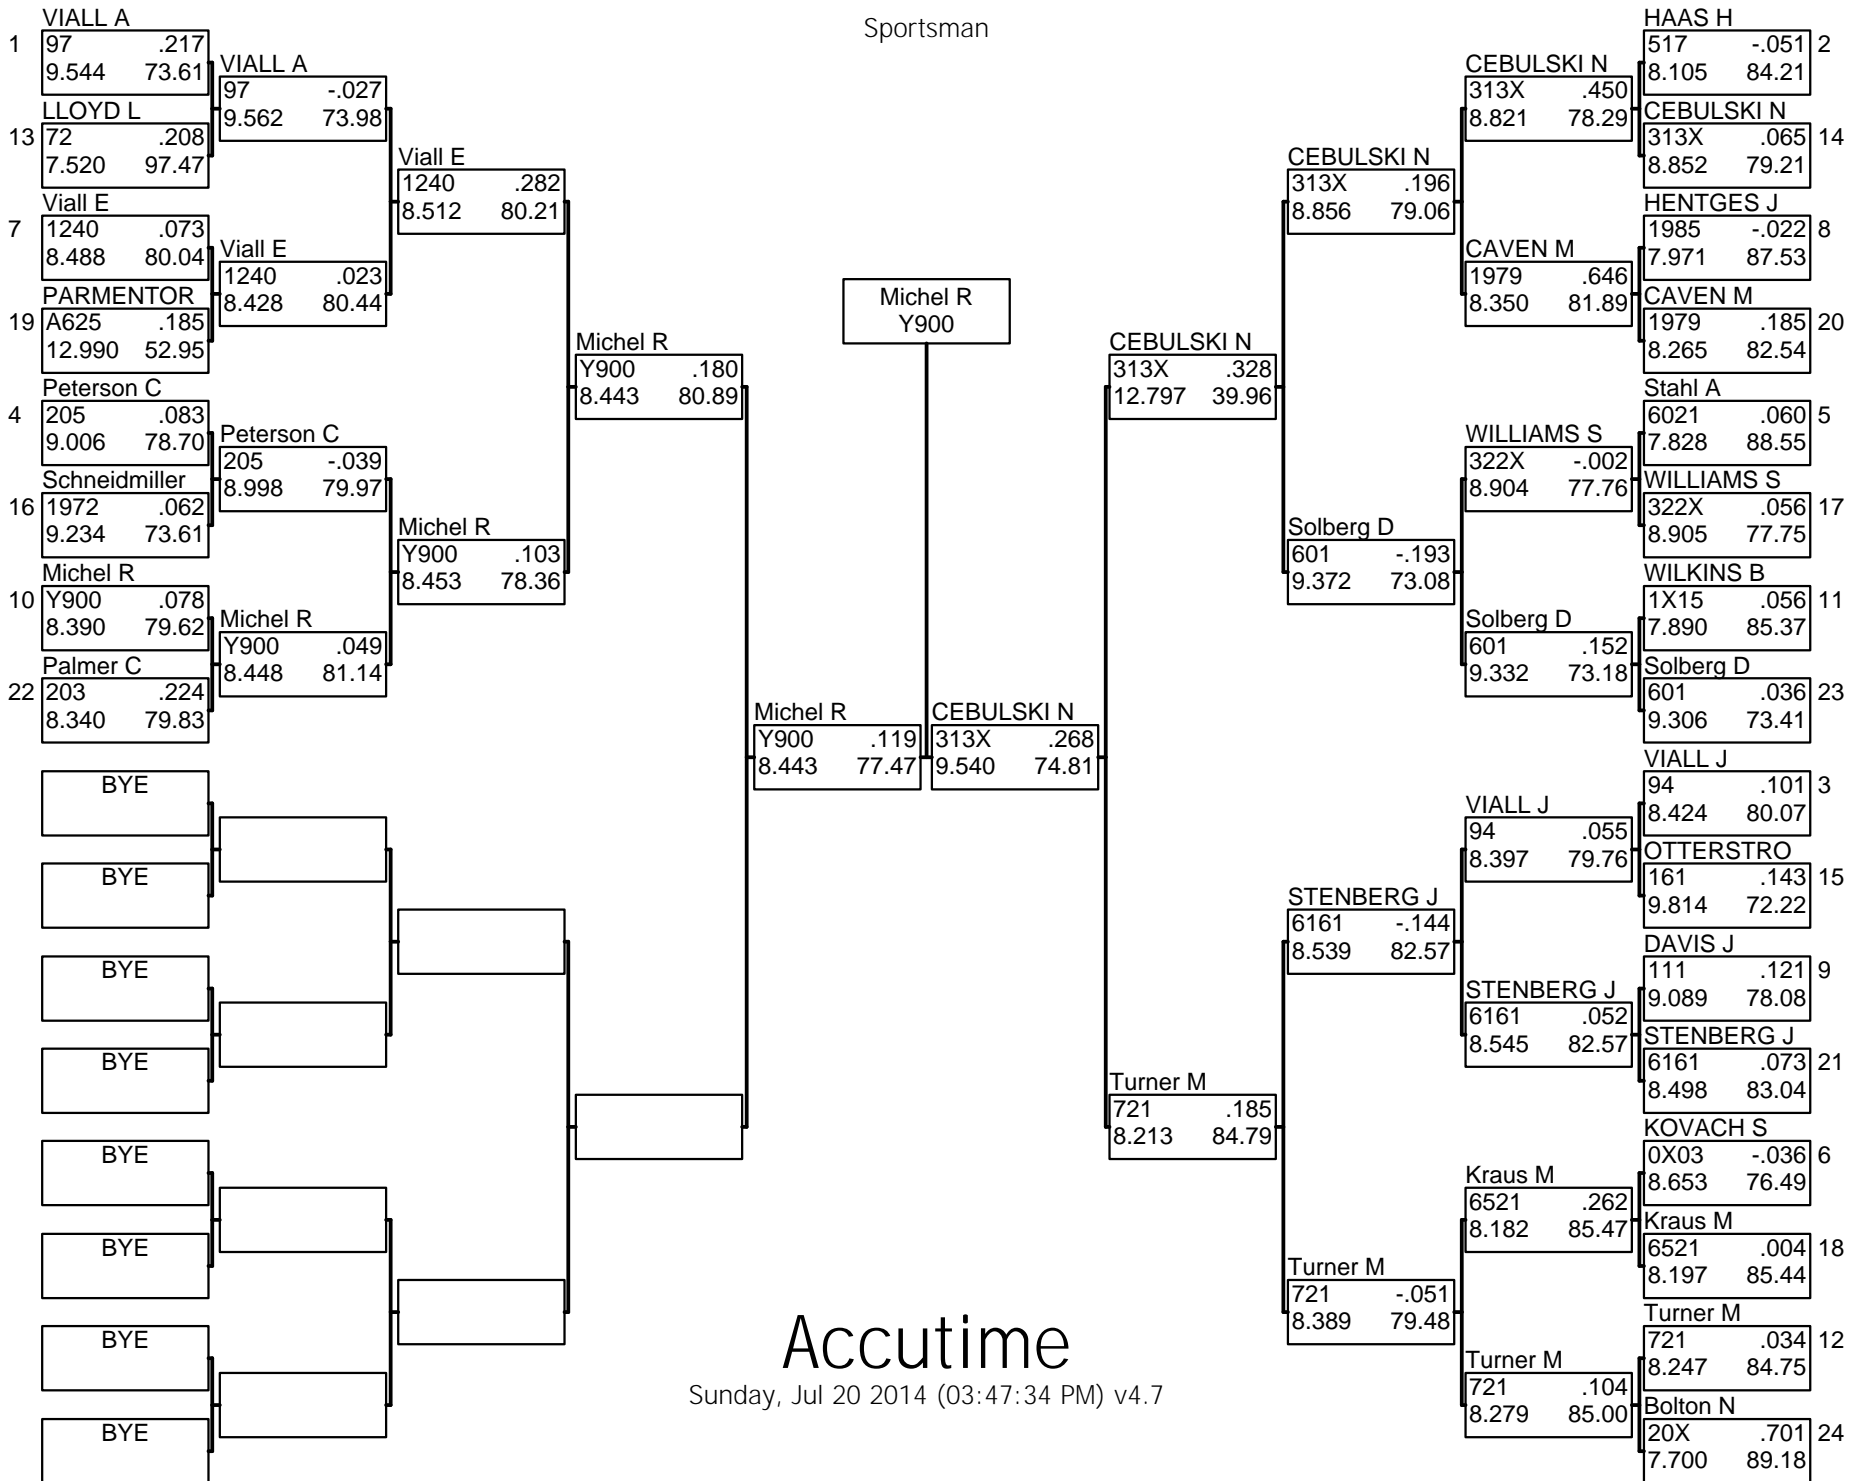 Sportsman
VIALL A
1
97 .217
9.544 73.61
LLOYD L
13
72 .208
7.520 97.47
Viall E
7
1240 .073
8.488 80.04
PARMENTOR
19
A625 .185
12.990 52.95
Peterson C
4
205 .083
9.006 78.70
Schneidmiller
16
1972 .062
9.234 73.61
Michel R
10
Y900 .078
8.390 79.62
Palmer C
22
203 .224
8.340 79.83
BYE
BYE
BYE
BYE
BYE
BYE
BYE
BYE
VIALL A
97 -.027
9.562 73.98
Viall E
1240 .023
8.428 80.44
Peterson C
205 -.039
8.998 79.97
Michel R
Y900 .049
8.448 81.14
Viall E
1240 .282
8.512 80.21
Michel R
Y900 .103
8.453 78.36
Michel R
Y900 .180
8.443 80.89
Michel R
Y900 .119
8.443 77.47
Michel R
Y900
CEBULSKI N
313X .268
9.540 74.81
CEBULSKI N
313X .328
12.797 39.96
Turner M
721 .185
8.213 84.79
CEBULSKI N
313X .196
8.856 79.06
Solberg D
601 -.193
9.372 73.08
STENBERG J
6161 -.144
8.539 82.57
Turner M
721 -.051
8.389 79.48
CEBULSKI N
313X .450
8.821 78.29
CAVEN M
1979 .646
8.350 81.89
WILLIAMS S
322X -.002
8.904 77.76
Solberg D
601 .152
9.332 73.18
VIALL J
94 .055
8.397 79.76
STENBERG J
6161 .052
8.545 82.57
Kraus M
6521 .262
8.182 85.47
Turner M
721 .104
8.279 85.00
HAAS H
517 -.051 2
8.105 84.21
CEBULSKI N
313X .065 14
8.852 79.21
HENTGES J
1985 -.022 8
7.971 87.53
CAVEN M
1979 .185 20
8.265 82.54
Stahl A
6021 .060 5
7.828 88.55
WILLIAMS S
322X .056 17
8.905 77.75
WILKINS B
1X15 .056 11
7.890 85.37
Solberg D
601 .036 23
9.306 73.41
VIALL J
94 .101 3
8.424 80.07
OTTERSTRO
161 .143 15
9.814 72.22
DAVIS J
111 .121 9
9.089 78.08
STENBERG J
6161 .073 21
8.498 83.04
KOVACH S
0X03 -.036 6
8.653 76.49
Kraus M
6521 .004 18
8.197 85.44
Turner M
721 .034 12
8.247 84.75
Bolton N
20X .701 24
7.700 89.18
Accutime
Sunday, Jul 20 2014 (03:47:34 PM) v4.7